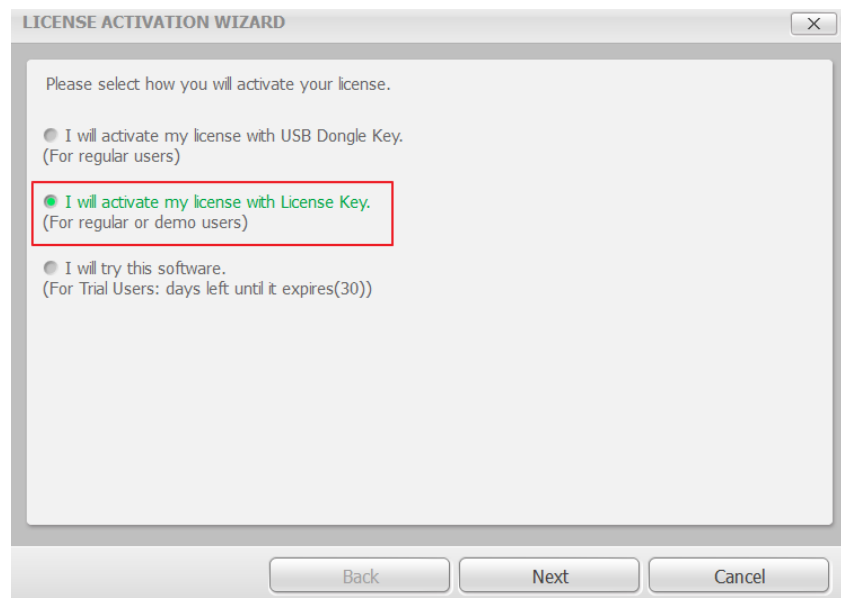 LICENSE ACTIVATION WIZARD
Please select how you will activate your license.
I will activate my license with USB Dongle Key.
(For regular users)
I will activate my license with License Key.
(For regular or demo users)
I will try this software.
(For Trial Users: days left until it expires(30))
Back Next Cancel